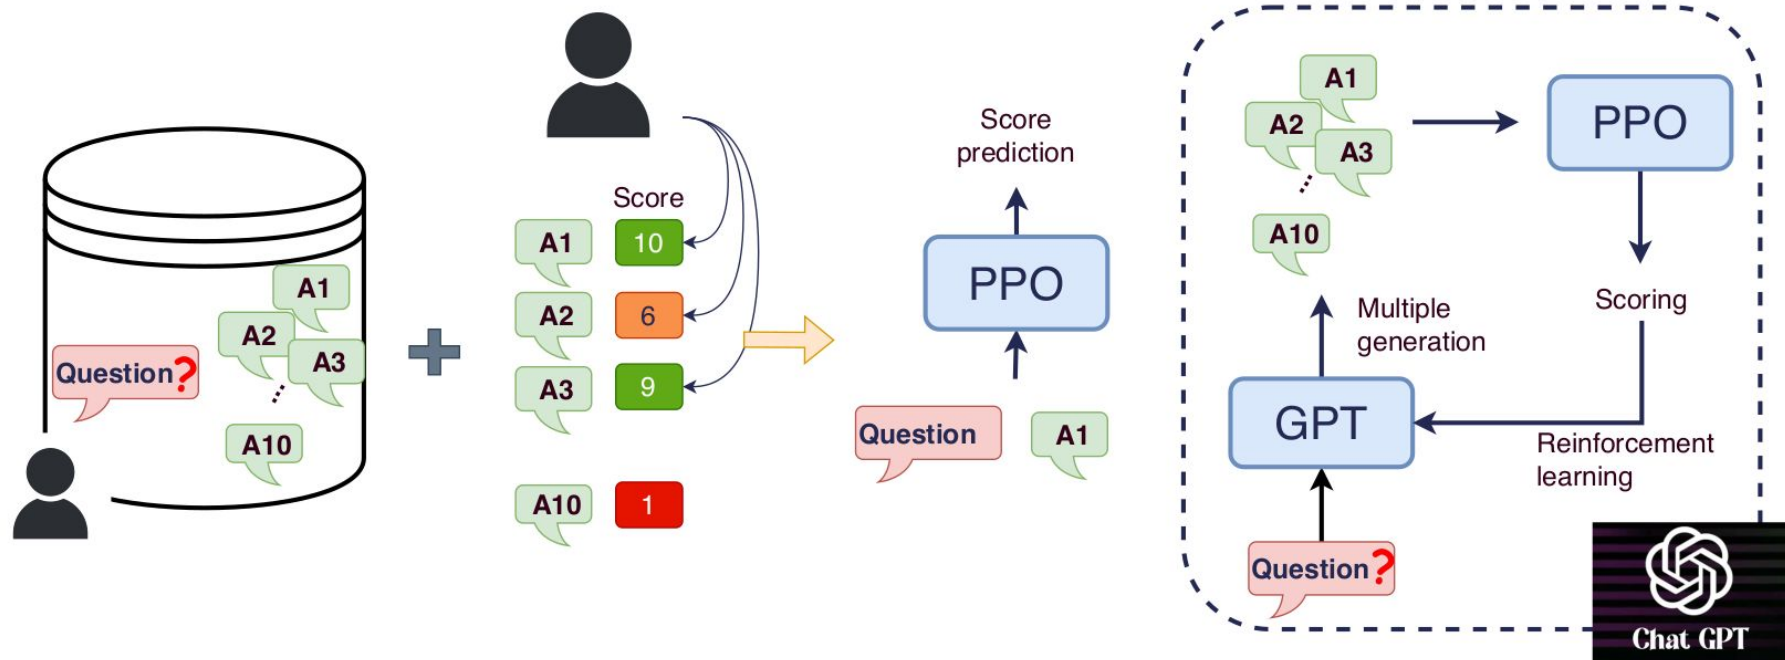 Question?
A1
A2
A3
A10
Score
A1
10
A2
6
A3
9
A10
1
Score
prediction
PPO
Question
A1
A1
A2
A3
A10
PPO
Multiple
generation
Scoring
GPT
Reinforcement
learning
Question?
Chat GPT